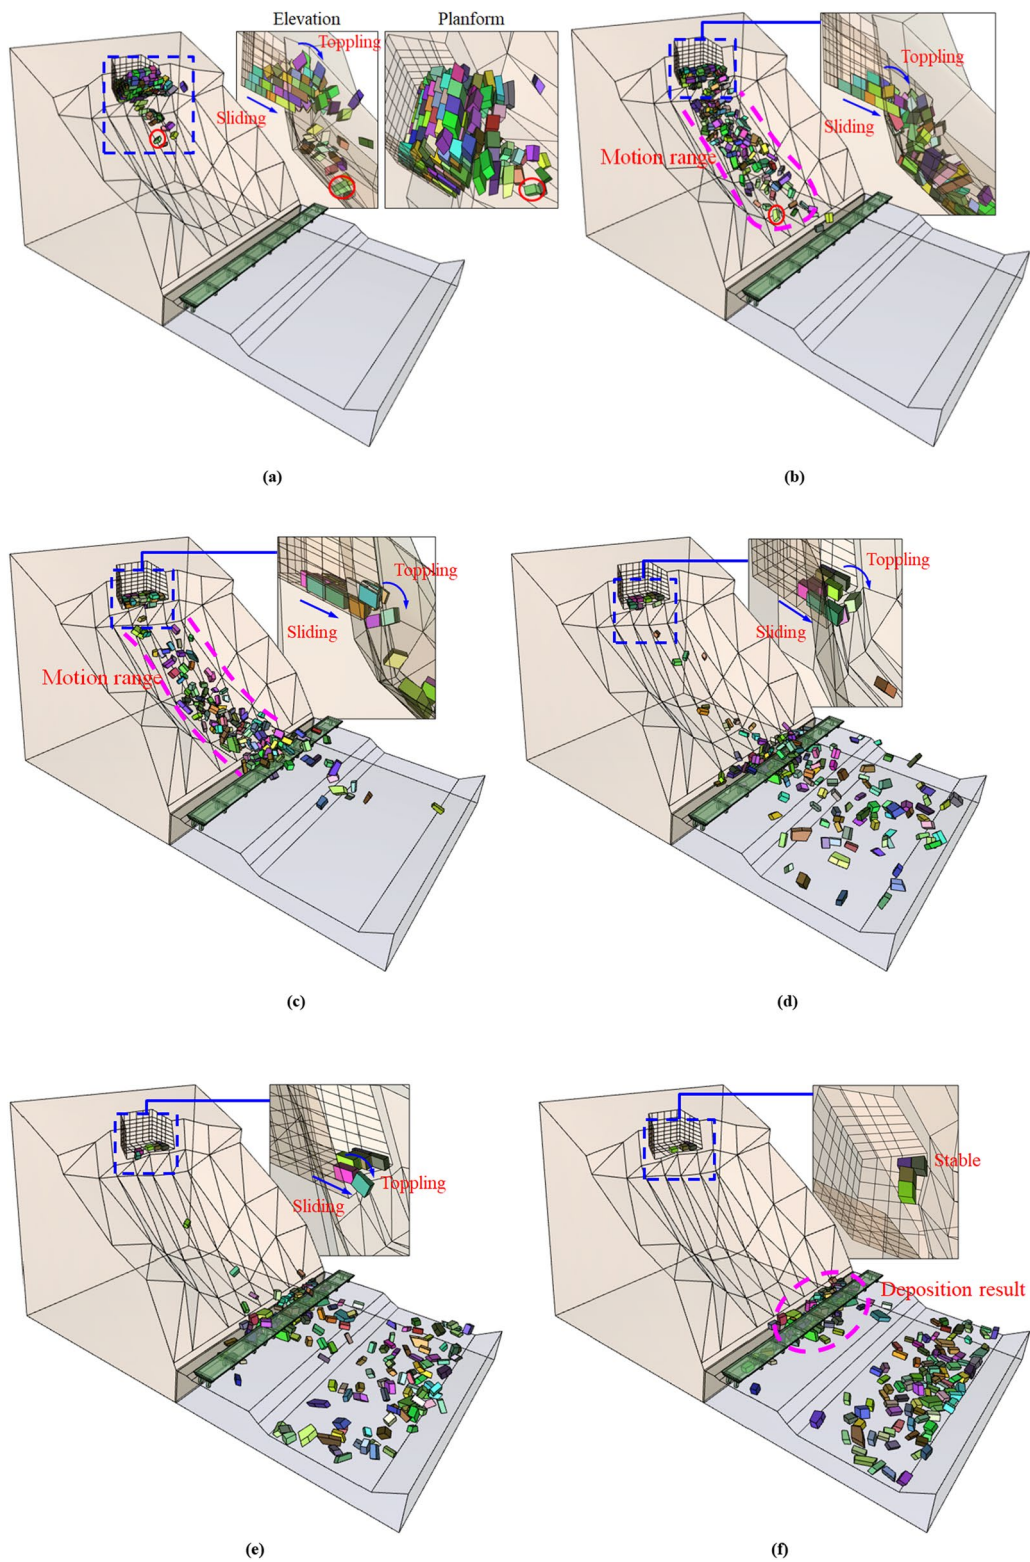 Elevation
Planform
Toppling
Sliding
(a)
Toppling
Sliding
Motion range
(b)
Toppling
Sliding
Motion range
(c)
Toppling
Sliding
(d)
Toppling
Sliding
(e)
Stable
Deposition result
(f)